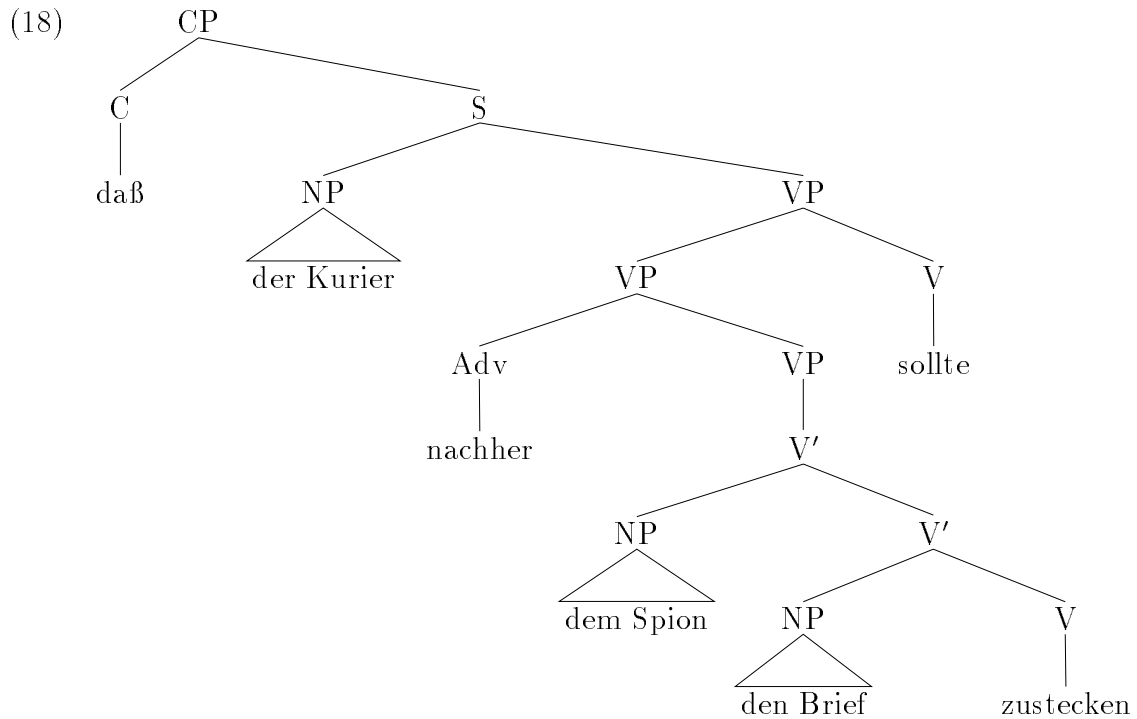 (18) CP
C S
daß NP VP
der Kurier VP V
Adv VP sollte
nachher V′
NP V′
dem Spion NP V
den Brief zustecken